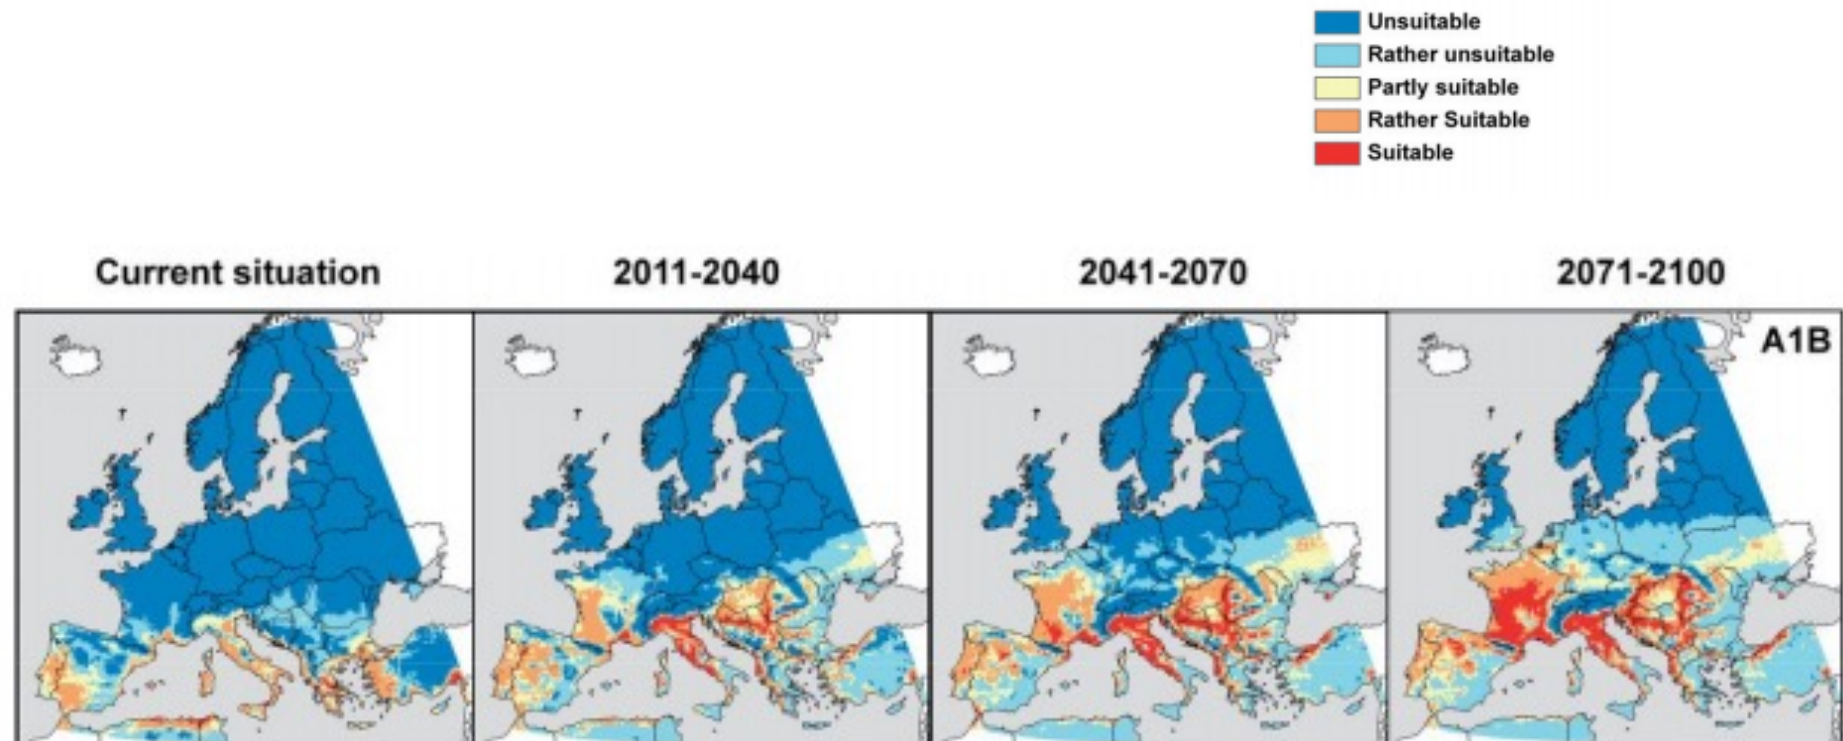 Unsuitable
Rather unsuitable
Partly suitable
Rather Suitable
Suitable
Current situation
2011-2040
2041-2070
2071-2100
A1B